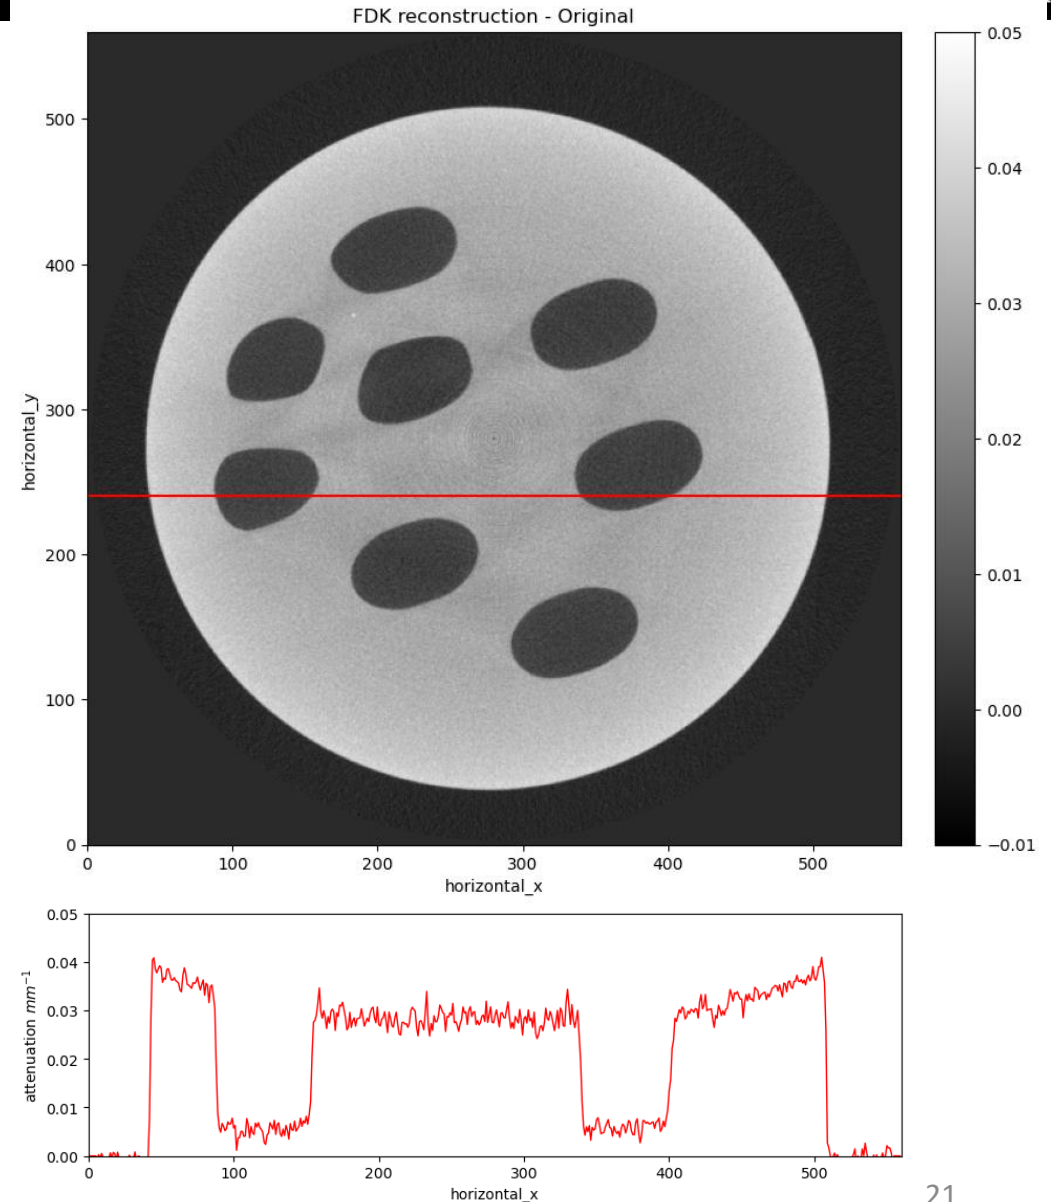 FDK reconstruction - Original
500
400
300
200
100
0
horizontal_y
0 100 200 300 400 500
horizontal_x
0.05
0.04
0.03
0.02
0.01
0.00
−0.01
0.05
0.04
0.03
0.02
0.01
0.00
attenuation mm⁻¹
0 100 200 300 400 500
horizontal_x
21